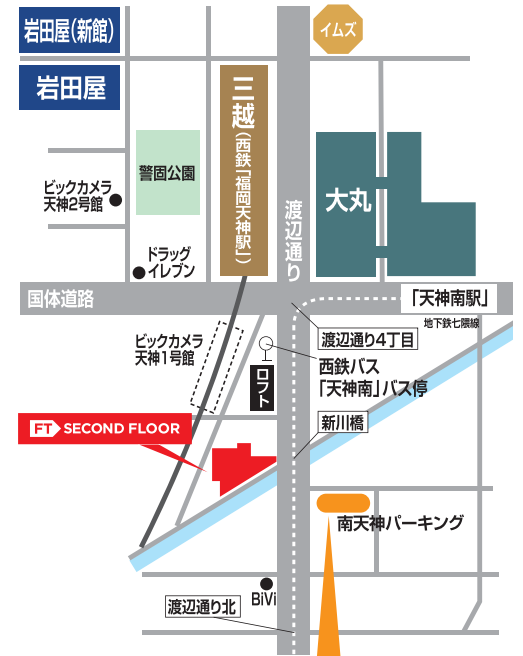 岩田屋(新館)
イムズ
岩田屋
三越(西鉄「福岡天神駅」)
警固公園
大丸
ビックカメラ
天神2号館
渡辺通り
ドラッグ
イレブン
国体道路
「天神南駅」
地下鉄七隈線
ビックカメラ
天神1号館
渡辺通り4丁目
西鉄バス
「天神南」バス停
ロフト
新川橋
FT SECOND FLOOR
南天神パーキング
BiVi
渡辺通り北